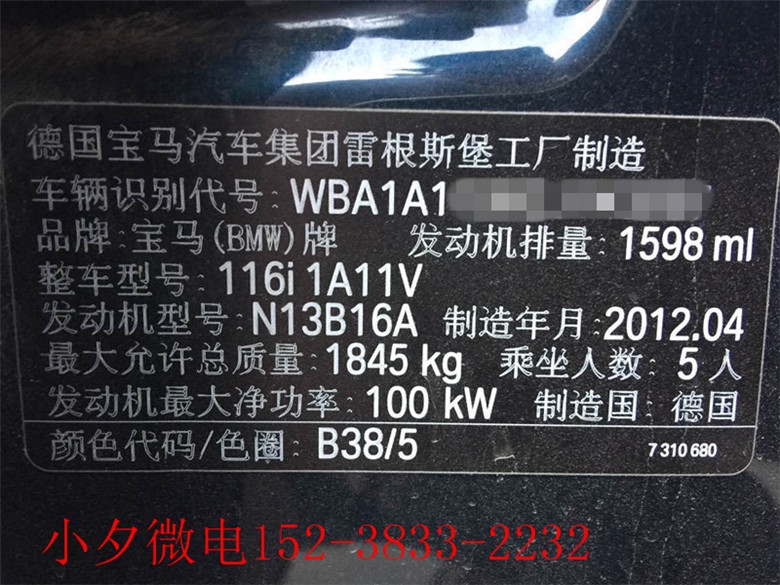 德国宝马汽车集团雷根斯堡工厂制造
车辆识别代号:WBA1A1
品牌:宝马(BMW)牌 发动机排量:1598 ml
整车型号:116i 1A11V
发动机型号:N13B16A 制造年月:2012.04
最大允许总质量:1845 kg 乘坐人数:5人
发动机最大净功率:100 kW 制造国:德国
颜色代码/色圈:B38/5 7 310 680
小夕微电152-3833-2232